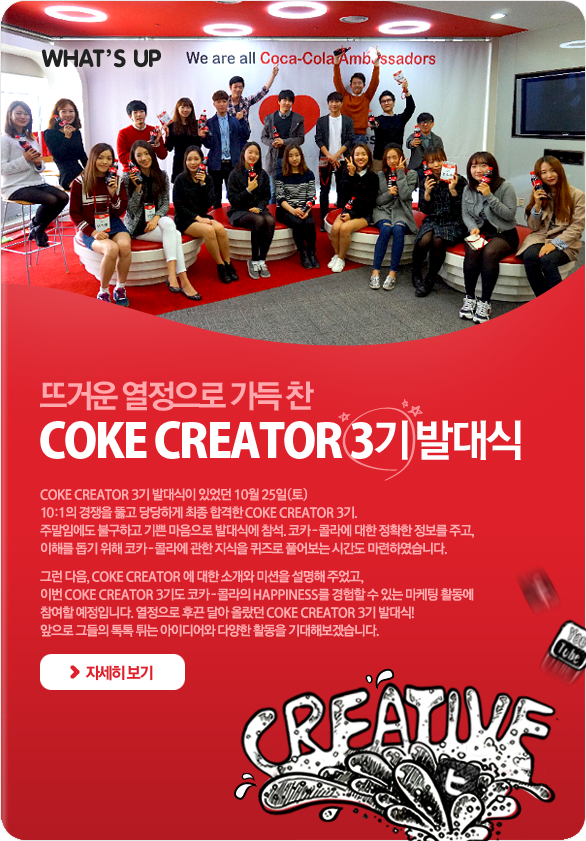 WHAT'S UP
We are all Coca-Cola Ambassadors
뜨거운 열정으로 가득 찬
COKE CREATOR 3기 발대식
COKE CREATOR 3기 발대식이 있었던 10월 25일(토)
10:1의 경쟁을 뚫고 당당하게 최종 합격한 COKE CREATOR 3기.
주말임에도 불구하고 기쁜 마음으로 발대식에 참석. 코카-콜라에 대한 정확한 정보를 주고,
이해를 돕기 위해 코카-콜라에 관한 지식을 퀴즈로 풀어보는 시간도 마련하였습니다.
그런 다음, COKE CREATOR 에 대한 소개와 미션을 설명해 주었고,
이번 COKE CREATOR 3기도 코카-콜라의 HAPPINESS를 경험할 수 있는 마케팅 활동에
참여할 예정입니다. 열정으로 후끈 달아 올랐던 COKE CREATOR 3기 발대식!
앞으로 그들의 톡톡 튀는 아이디어와 다양한 활동을 기대해보겠습니다.
자세히 보기
You
Tube
CREATIVE